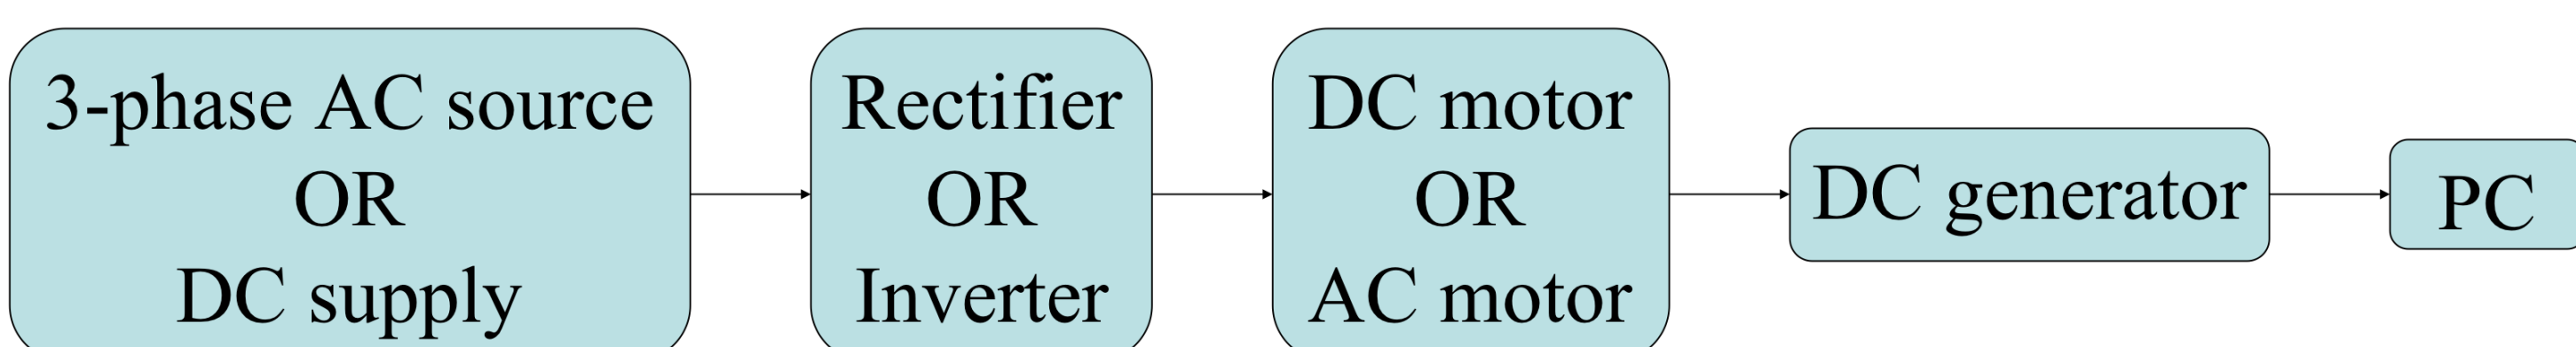 3-phase AC source
OR
DC supply
Rectifier
OR
Inverter
DC motor
OR
AC motor
DC generator
PC